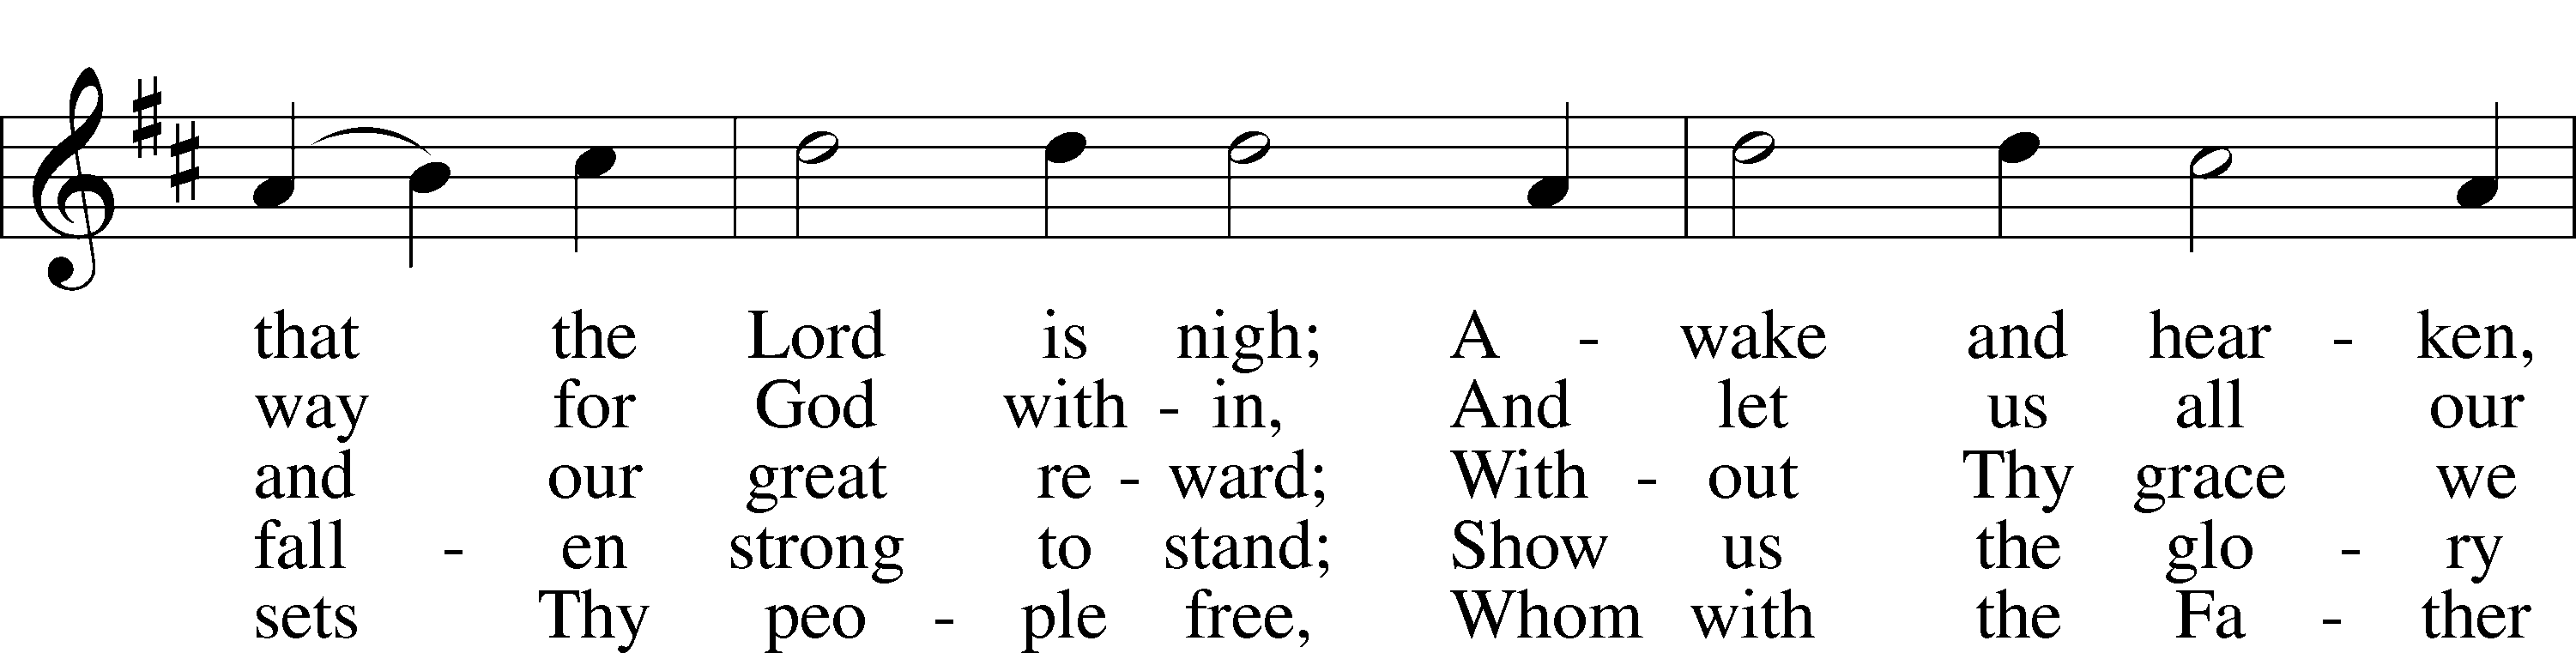 that the Lord is nigh; A - wake and hear - ken,
way for God with - in, And let us all our
and our great re - ward; With - out Thy grace we
fall - en strong to stand; Show us the glo - ry
sets Thy peo - ple free, Whom with the Fa - ther